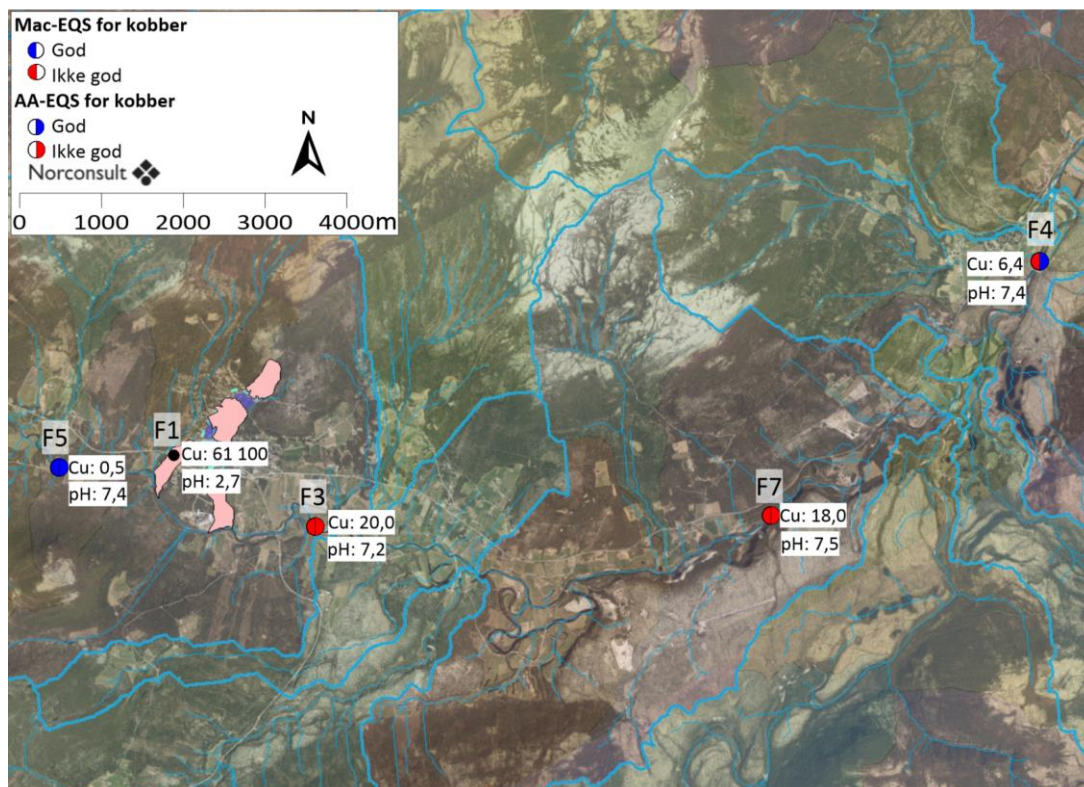 Mac-EQS for kobber
God
Ikke god
AA-EQS for kobber
God
Ikke god
Norconsult
N
0 1000 2000 3000 4000m
F4
Cu: 6,4
pH: 7,4
F5
Cu: 0,5
pH: 7,4
F1
Cu: 61 100
pH: 2,7
F3
Cu: 20,0
pH: 7,2
F7
Cu: 18,0
pH: 7,5